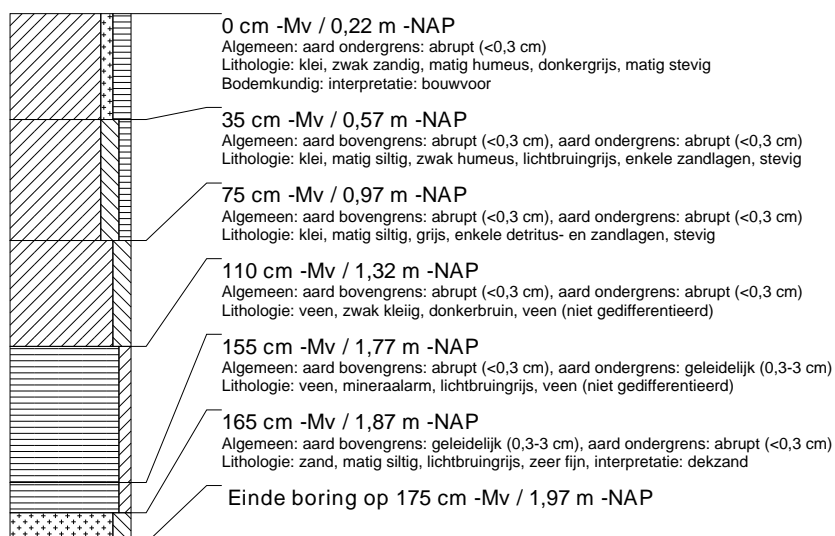 0 cm -Mv / 0,22 m -NAP
Algemeen: aard ondergrens: abrupt (<0,3 cm)
Lithologie: klei, zwak zandig, matig humeus, donkergrijs, matig stevig
Bodemkundig: interpretatie: bouwvoor
35 cm -Mv / 0,57 m -NAP
Algemeen: aard bovengrens: abrupt (<0,3 cm), aard ondergrens: abrupt (<0,3 cm)
Lithologie: klei, matig siltig, zwak humeus, lichtbruingrijs, enkele zandlagen, stevig
75 cm -Mv / 0,97 m -NAP
Algemeen: aard bovengrens: abrupt (<0,3 cm), aard ondergrens: abrupt (<0,3 cm)
Lithologie: klei, matig siltig, grijs, enkele detritus- en zandlagen, stevig
110 cm -Mv / 1,32 m -NAP
Algemeen: aard bovengrens: abrupt (<0,3 cm), aard ondergrens: abrupt (<0,3 cm)
Lithologie: veen, zwak kleiig, donkerbruin, veen (niet gedifferentieerd)
155 cm -Mv / 1,77 m -NAP
Algemeen: aard bovengrens: abrupt (<0,3 cm), aard ondergrens: geleidelijk (0,3-3 cm)
Lithologie: veen, mineraalarm, lichtbruingrijs, veen (niet gedifferentieerd)
165 cm -Mv / 1,87 m -NAP
Algemeen: aard bovengrens: geleidelijk (0,3-3 cm), aard ondergrens: abrupt (<0,3 cm)
Lithologie: zand, matig siltig, lichtbruingrijs, zeer fijn, interpretatie: dekzand
Einde boring op 175 cm -Mv / 1,97 m -NAP